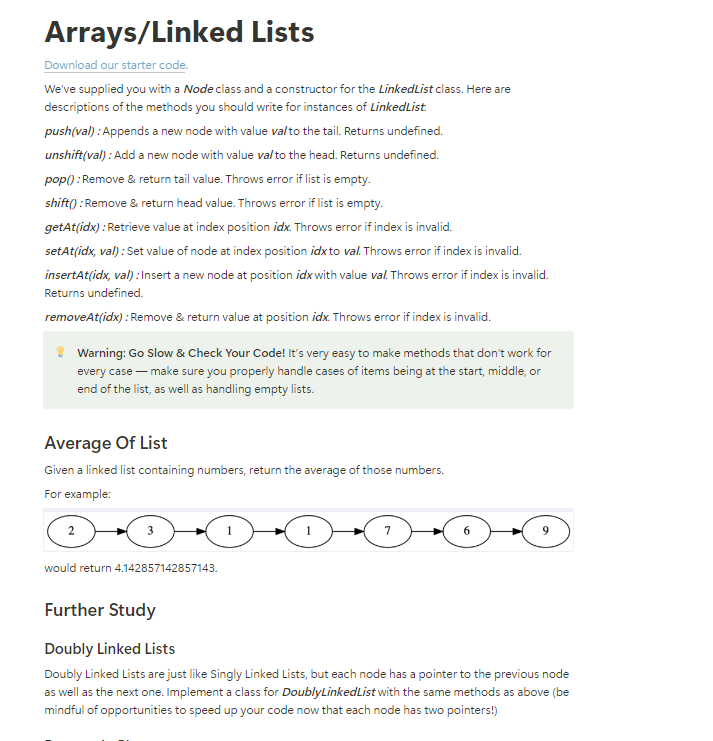 Arrays/Linked Lists
Download our starter code.
We've supplied you with a Node class and a constructor for the LinkedList class. Here are
descriptions of the methods you should write for instances of LinkedList:
push(val) : Appends a new node with value val to the tail. Returns undefined.
unshift(val) : Add a new node with value val to the head. Returns undefined.
pop() : Remove & return tail value. Throws error if list is empty.
shift() : Remove & return head value. Throws error if list is empty.
getAt(idx) : Retrieve value at index position idx. Throws error if index is invalid.
setAt(idx, val) : Set value of node at index position idx to val. Throws error if index is invalid.
insertAt(idx, val) : Insert a new node at position idx with value val. Throws error if index is invalid.
Returns undefined.
removeAt(idx) : Remove & return value at position idx. Throws error if index is invalid.
Warning: Go Slow & Check Your Code! It's very easy to make methods that don't work for
every case — make sure you properly handle cases of items being at the start, middle, or
end of the list, as well as handling empty lists.
Average Of List
Given a linked list containing numbers, return the average of those numbers.
For example:
2 3 1 1 7 6 9
would return 4.142857142857143.
Further Study
Doubly Linked Lists
Doubly Linked Lists are just like Singly Linked Lists, but each node has a pointer to the previous node
as well as the next one. Implement a class for DoublyLinkedList with the same methods as above (be
mindful of opportunities to speed up your code now that each node has two pointers!)